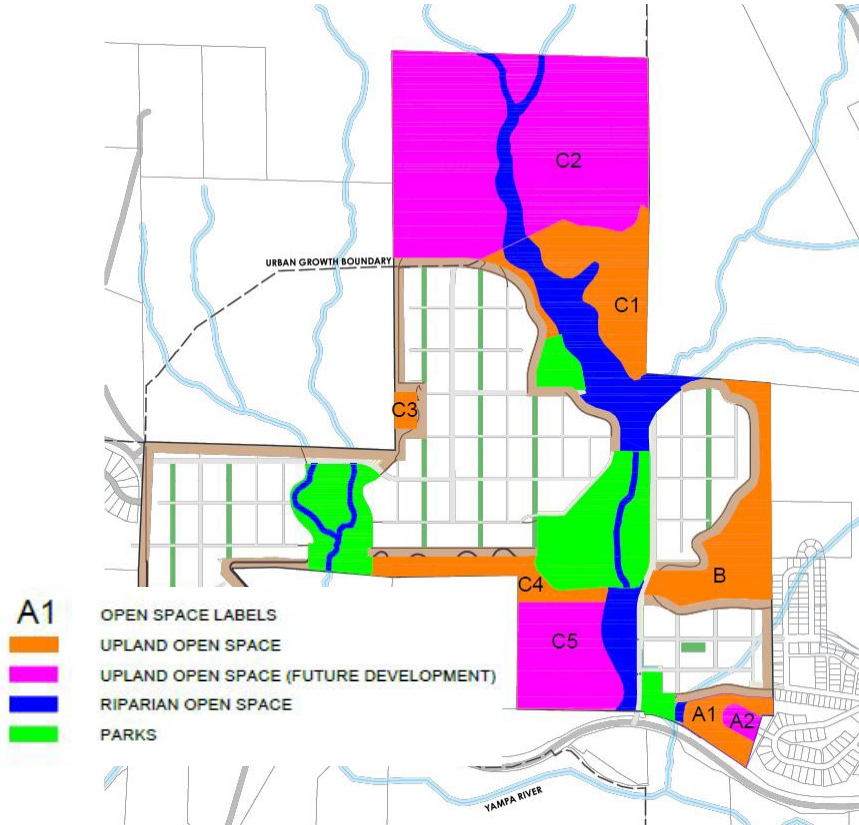 C2
URBAN GROWTH BOUNDARY
C1
C3
B
C4
A1 OPEN SPACE LABELS
UPLAND OPEN SPACE
C5
UPLAND OPEN SPACE (FUTURE DEVELOPMENT)
RIPARIAN OPEN SPACE
A1
A2
PARKS
YAMPA RIVER